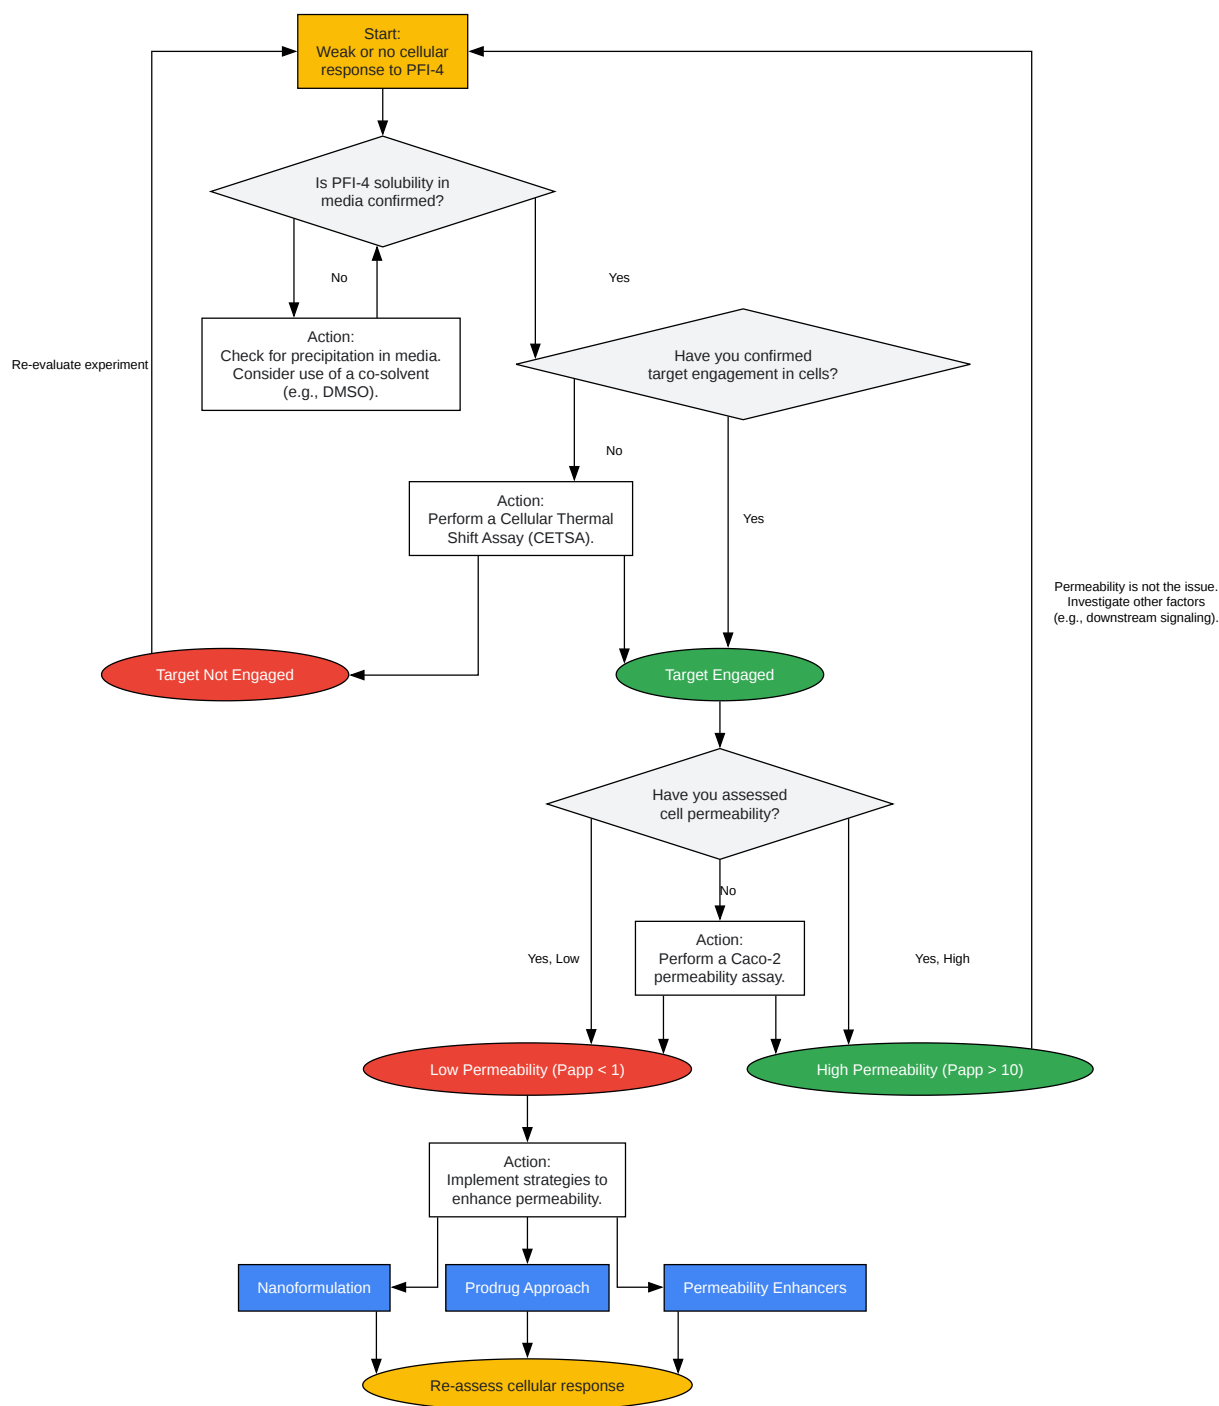 Start:
Weak or no cellular
response to PFI-4
Is PFI-4 solubility in
media confirmed?
No
Yes
Action:
Check for precipitation in media.
Consider use of a co-solvent
(e.g., DMSO).
Re-evaluate experiment
Have you confirmed
target engagement in cells?
No
Action:
Perform a Cellular Thermal
Shift Assay (CETSA).
Yes
Permeability is not the issue.
Investigate other factors
(e.g., downstream signaling).
Target Not Engaged
Target Engaged
Have you assessed
cell permeability?
No
Action:
Perform a Caco-2
permeability assay.
Yes, Low
Yes, High
Low Permeability (Papp < 1)
High Permeability (Papp > 10)
Action:
Implement strategies to
enhance permeability.
Nanoformulation
Prodrug Approach
Permeability Enhancers
Re-assess cellular response